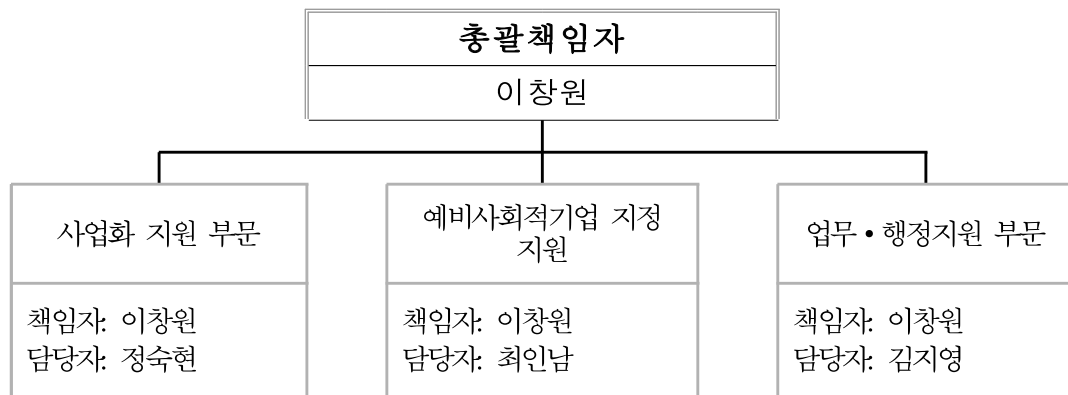 총괄책임자
이창원
사업화 지원 부문
예비사회적기업 지정
지원
업무•행정지원 부문
책임자: 이창원
담당자: 정숙현
책임자: 이창원
담당자: 최인남
책임자: 이창원
담당자: 김지영